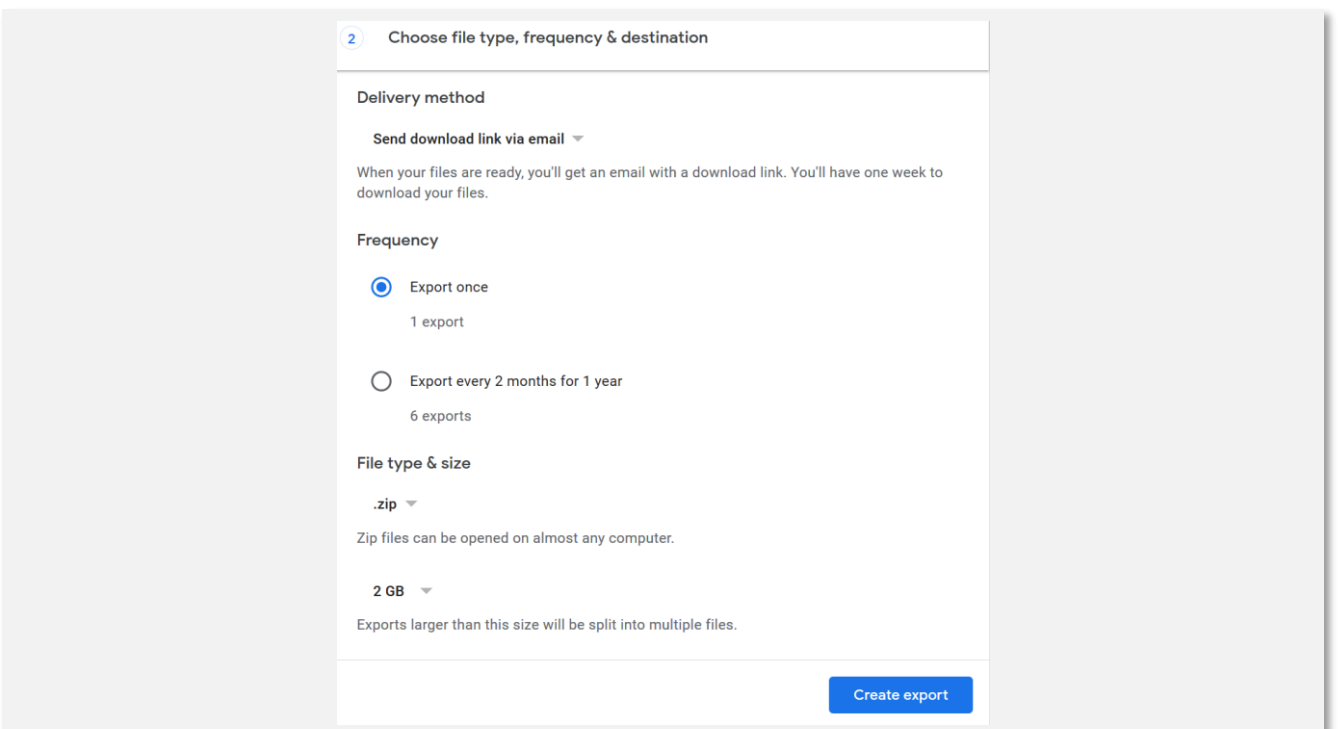 2 Choose file type, frequency & destination
Delivery method
Send download link via email
When your files are ready, you'll get an email with a download link. You'll have one week to
download your files.
Frequency
Export once
1 export
Export every 2 months for 1 year
6 exports
File type & size
.zip
Zip files can be opened on almost any computer.
2 GB
Exports larger than this size will be split into multiple files.
Create export